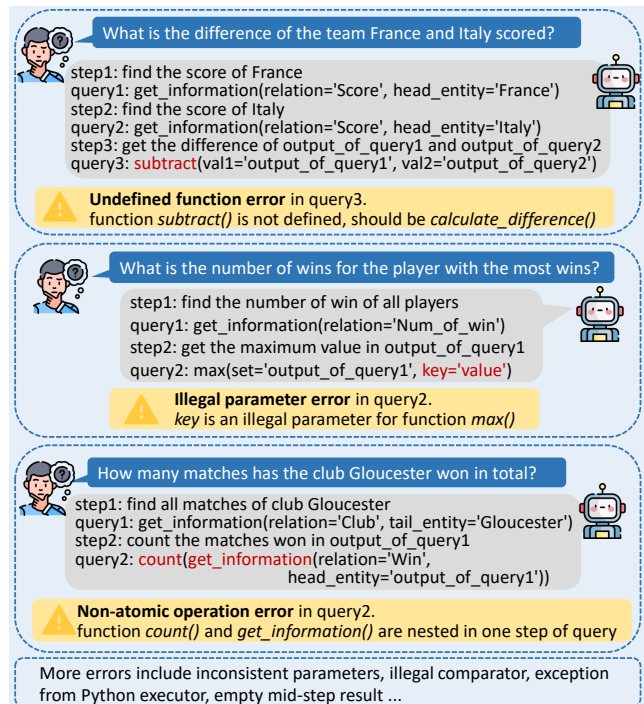 What is the difference of the team France and Italy scored?
step1: find the score of France
query1: get_information(relation='Score', head_entity='France')
step2: find the score of Italy
query2: get_information(relation='Score', head_entity='Italy')
step3: get the difference of output_of_query1 and output_of_query2
query3: subtract(val1='output_of_query1', val2='output_of_query2')
Undefined function error in query3.
function subtract() is not defined, should be calculate_difference()
What is the number of wins for the player with the most wins?
step1: find the number of win of all players
query1: get_information(relation='Num_of_win')
step2: get the maximum value in output_of_query1
query2: max(set='output_of_query1', key='value')
Illegal parameter error in query2.
key is an illegal parameter for function max()
How many matches has the club Gloucester won in total?
step1: find all matches of club Gloucester
query1: get_information(relation='Club', tail_entity='Gloucester')
step2: count the matches won in output_of_query1
query2: count(get_information(relation='Win',
head_entity='output_of_query1'))
Non-atomic operation error in query2.
function count() and get_information() are nested in one step of query
More errors include inconsistent parameters, illegal comparator, exception
from Python executor, empty mid-step result ...